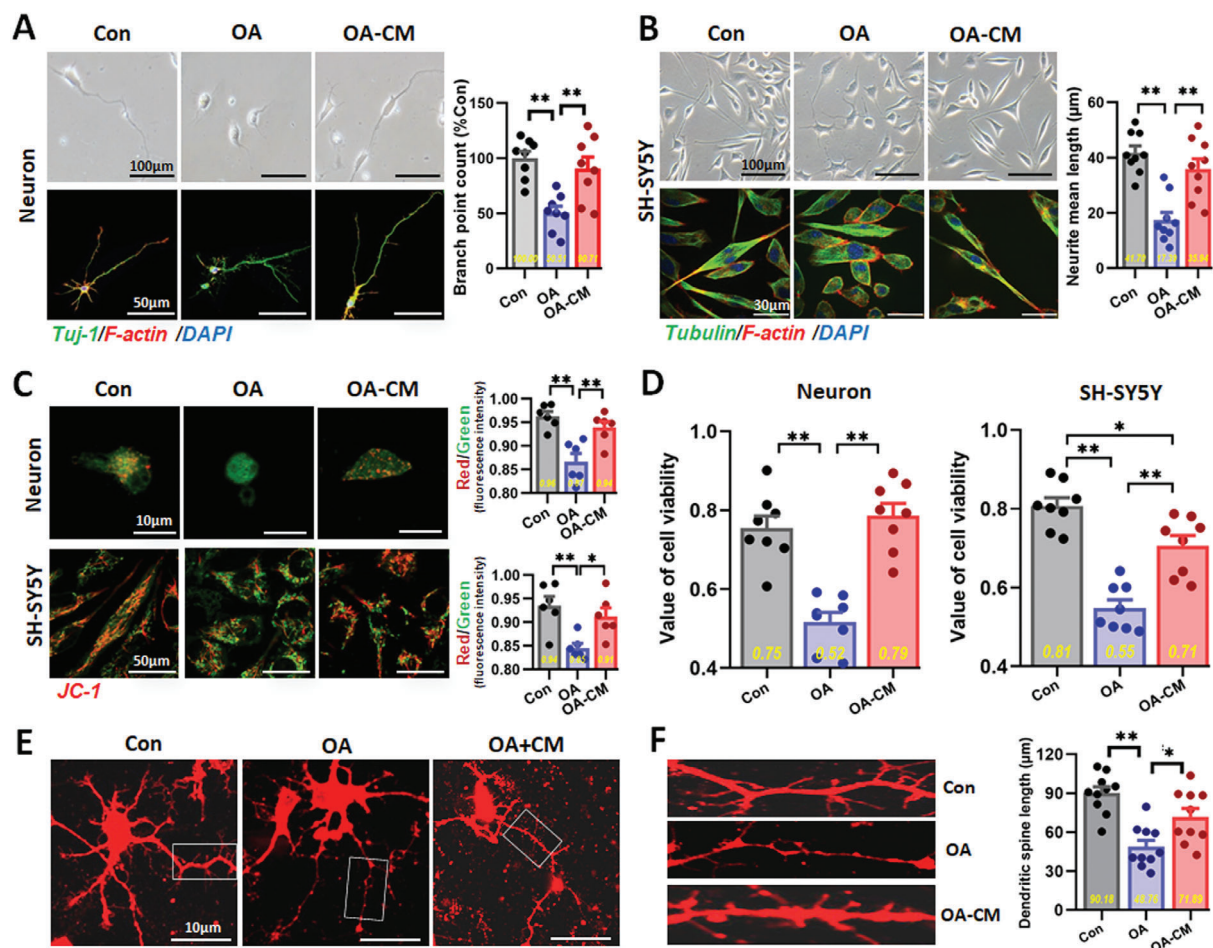 A
Con OA OA-CM
Neuron
100μm
50μm
Tuj-1/F-actin /DAPI
Branch point count (%Con)
150
100
50
0
** **
90.71
Con OA OA-CM
B
Con OA OA-CM
SH-SY5Y
100μm
30μm
Tubulin/F-actin /DAPI
Neurite mean length (μm)
60
40
20
0
** **
Con OA OA-CM
C
Con OA OA-CM
Neuron
10μm
SH-SY5Y
50μm
JC-1
Red/Green
(fluorescence intensity)
1.00
0.95
0.90
0.85
0.80
** **
0.96 0.94
Con OA OA-CM
Red/Green
(fluorescence intensity)
1.00
0.95
0.90
0.85
0.80
** *
0.94 0.91
Con OA OA-CM
D
Neuron
Value of cell viability
0.8
0.6
0.4
** **
0.75 0.52 0.79
Con OA OA-CM
SH-SY5Y
Value of cell viability
1.0
0.8
0.6
0.4
*
** **
0.81 0.55 0.71
Con OA OA-CM
E
Con OA OA+CM
10μm
F
Con
OA
OA-CM
Dendritic spine length (μm)
120
90
60
30
0
** *
90.18 48.76 71.89
Con OA OA-CM